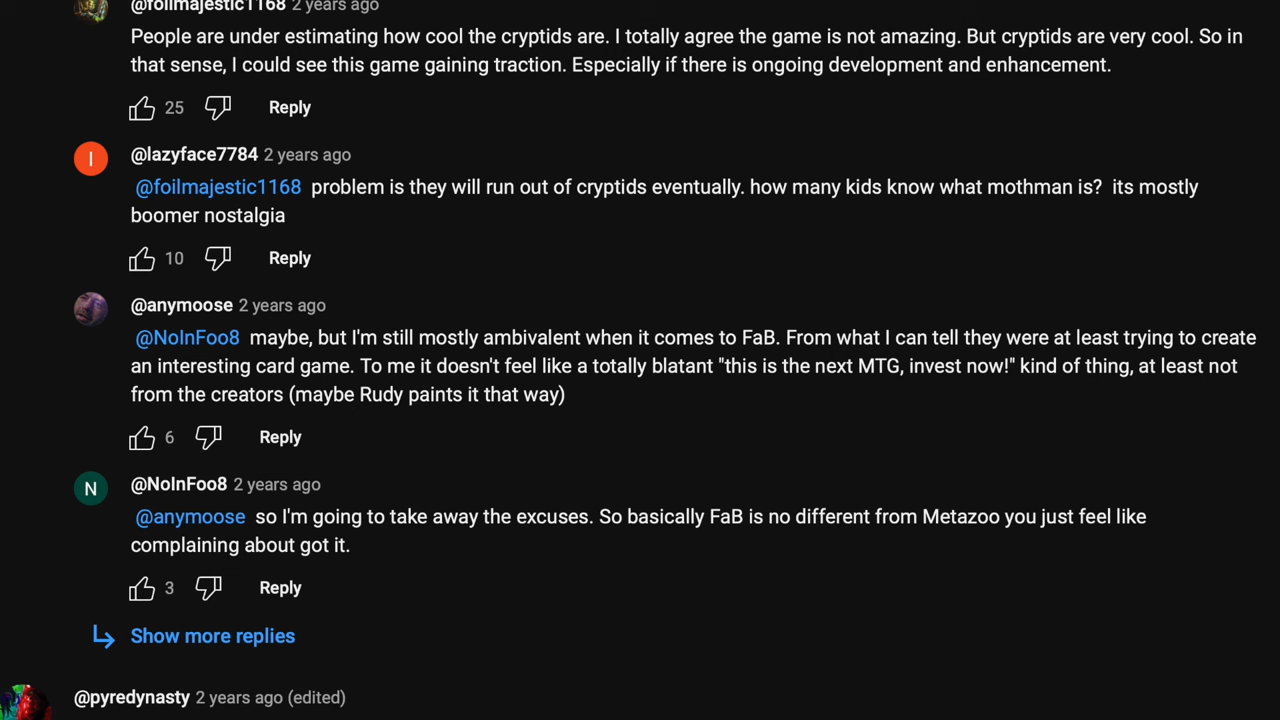 @foilmajestic1168 2 years ago
People are under estimating how cool the cryptids are. I totally agree the game is not amazing. But cryptids are very cool. So in
that sense, I could see this game gaining traction. Especially if there is ongoing development and enhancement.
25 Reply
I
@lazyface7784 2 years ago
@foilmajestic1168 problem is they will run out of cryptids eventually. how many kids know what mothman is? its mostly
boomer nostalgia
10 Reply
@anymoose 2 years ago
@NoInFoo8 maybe, but I'm still mostly ambivalent when it comes to FaB. From what I can tell they were at least trying to create
an interesting card game. To me it doesn't feel like a totally blatant "this is the next MTG, invest now!" kind of thing, at least not
from the creators (maybe Rudy paints it that way)
6 Reply
N
@NoInFoo8 2 years ago
@anymoose so I'm going to take away the excuses. So basically FaB is no different from Metazoo you just feel like
complaining about got it.
3 Reply
Show more replies
@pyredynasty 2 years ago (edited)